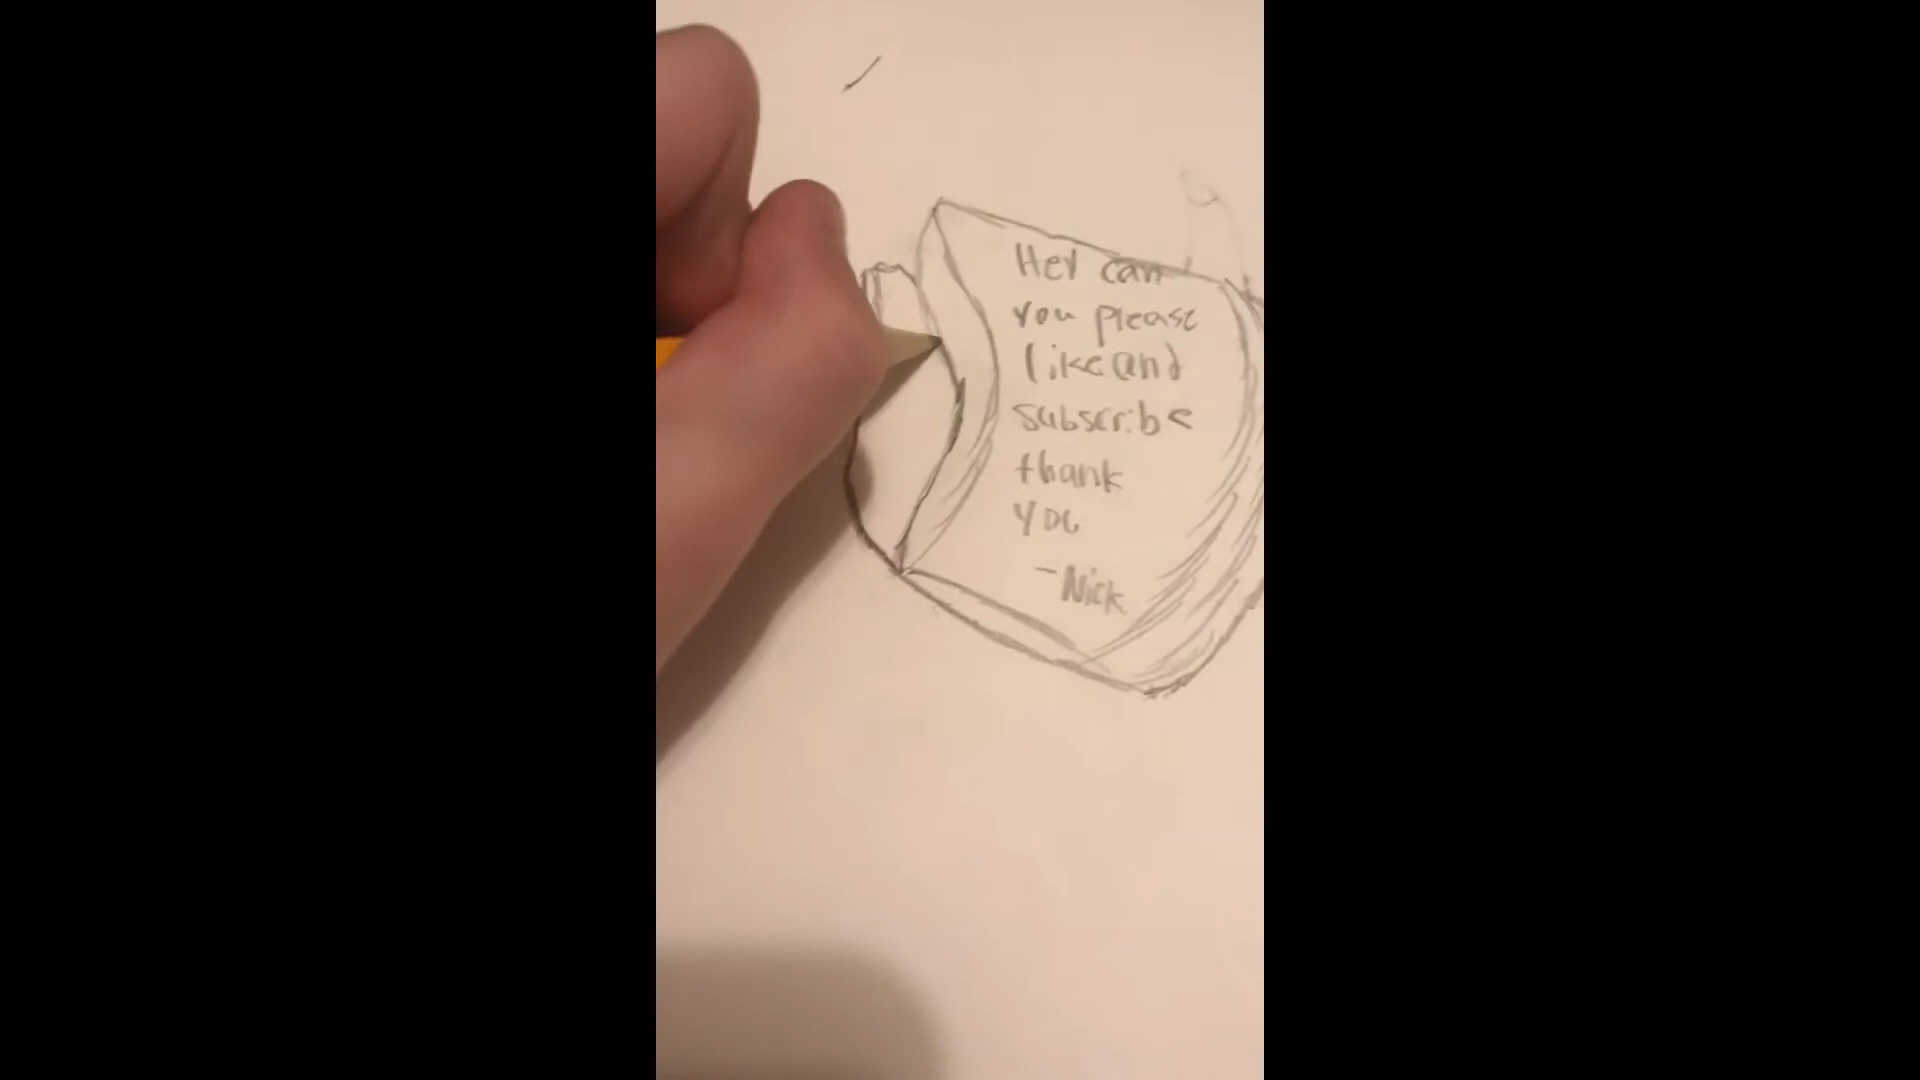 Hey can
you please
like and
subscribe
thank
you
-Nick